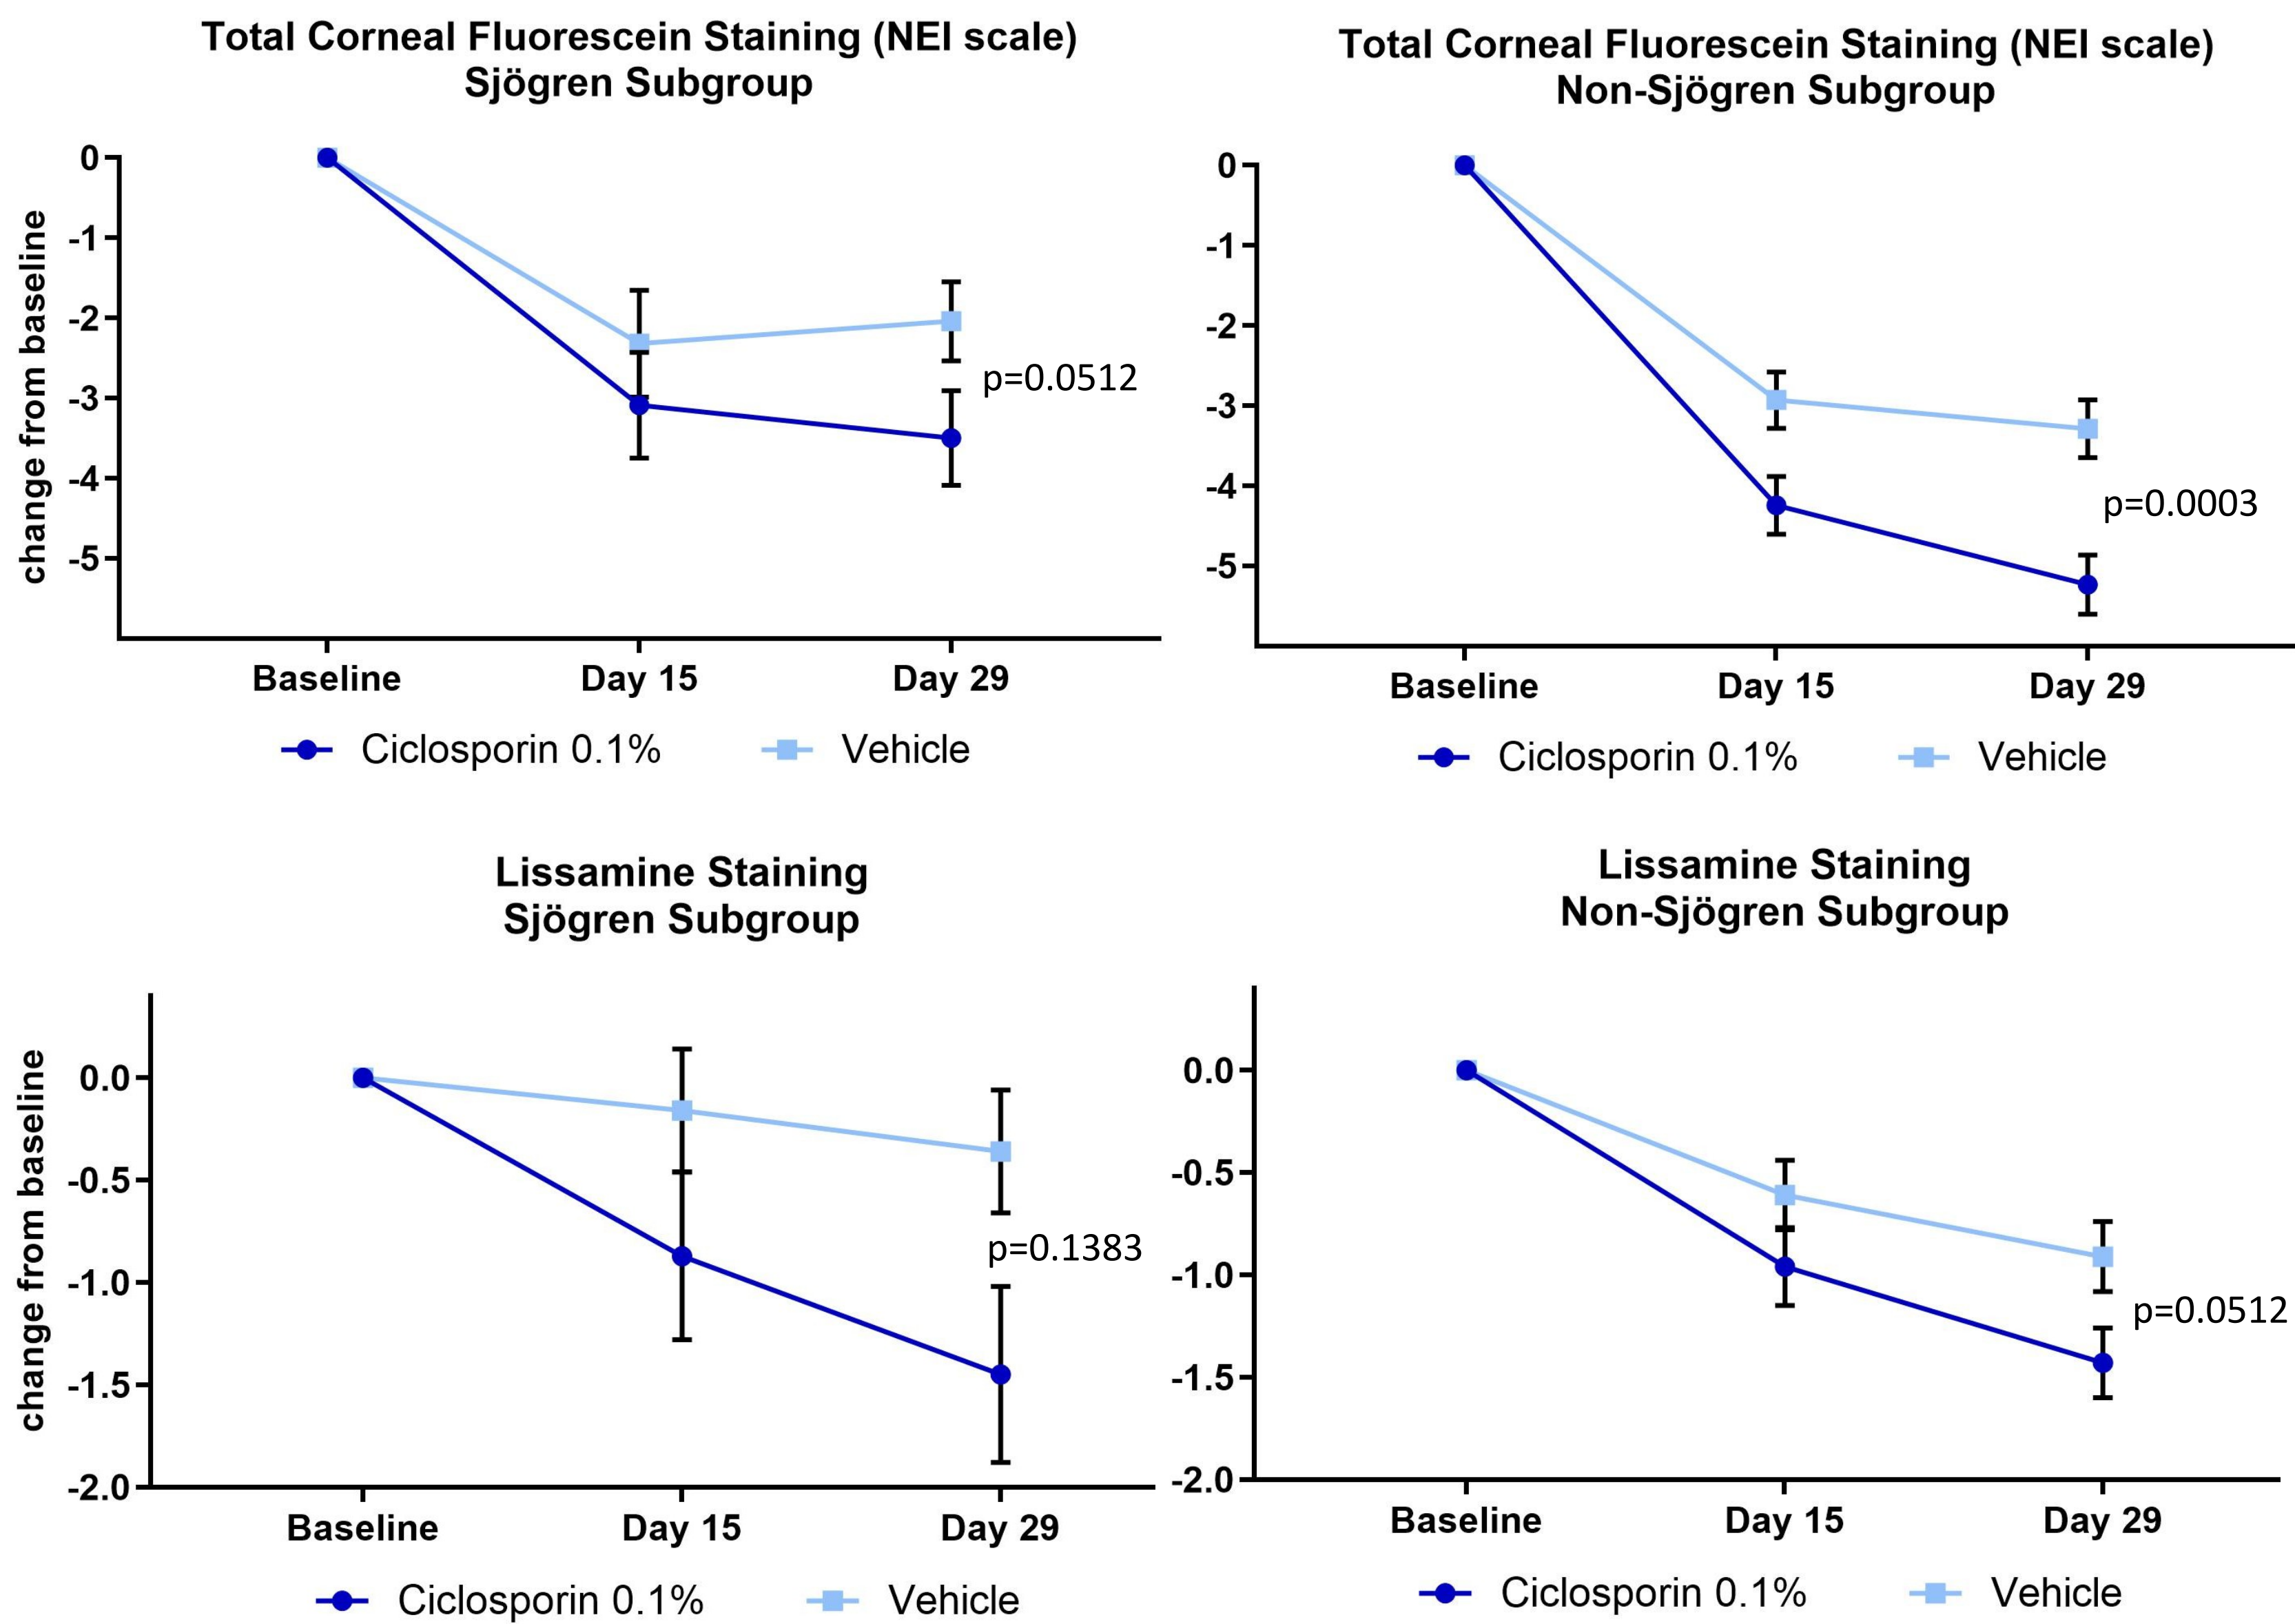 Total Corneal Fluorescein Staining (NEI scale)
Sjögren Subgroup
0
-1
-2
-3
-4
-5
change from baseline
p=0.0512
Baseline Day 15 Day 29
Ciclosporin 0.1% Vehicle
Total Corneal Fluorescein Staining (NEI scale)
Non-Sjögren Subgroup
0
-1
-2
-3
-4
-5
p=0.0003
Baseline Day 15 Day 29
Ciclosporin 0.1% Vehicle
Lissamine Staining
Sjögren Subgroup
0.0
-0.5
-1.0
-1.5
-2.0
change from baseline
p=0.1383
Baseline Day 15 Day 29
Ciclosporin 0.1% Vehicle
Lissamine Staining
Non-Sjögren Subgroup
0.0
-0.5
-1.0
-1.5
-2.0
p=0.0512
Baseline Day 15 Day 29
Ciclosporin 0.1% Vehicle